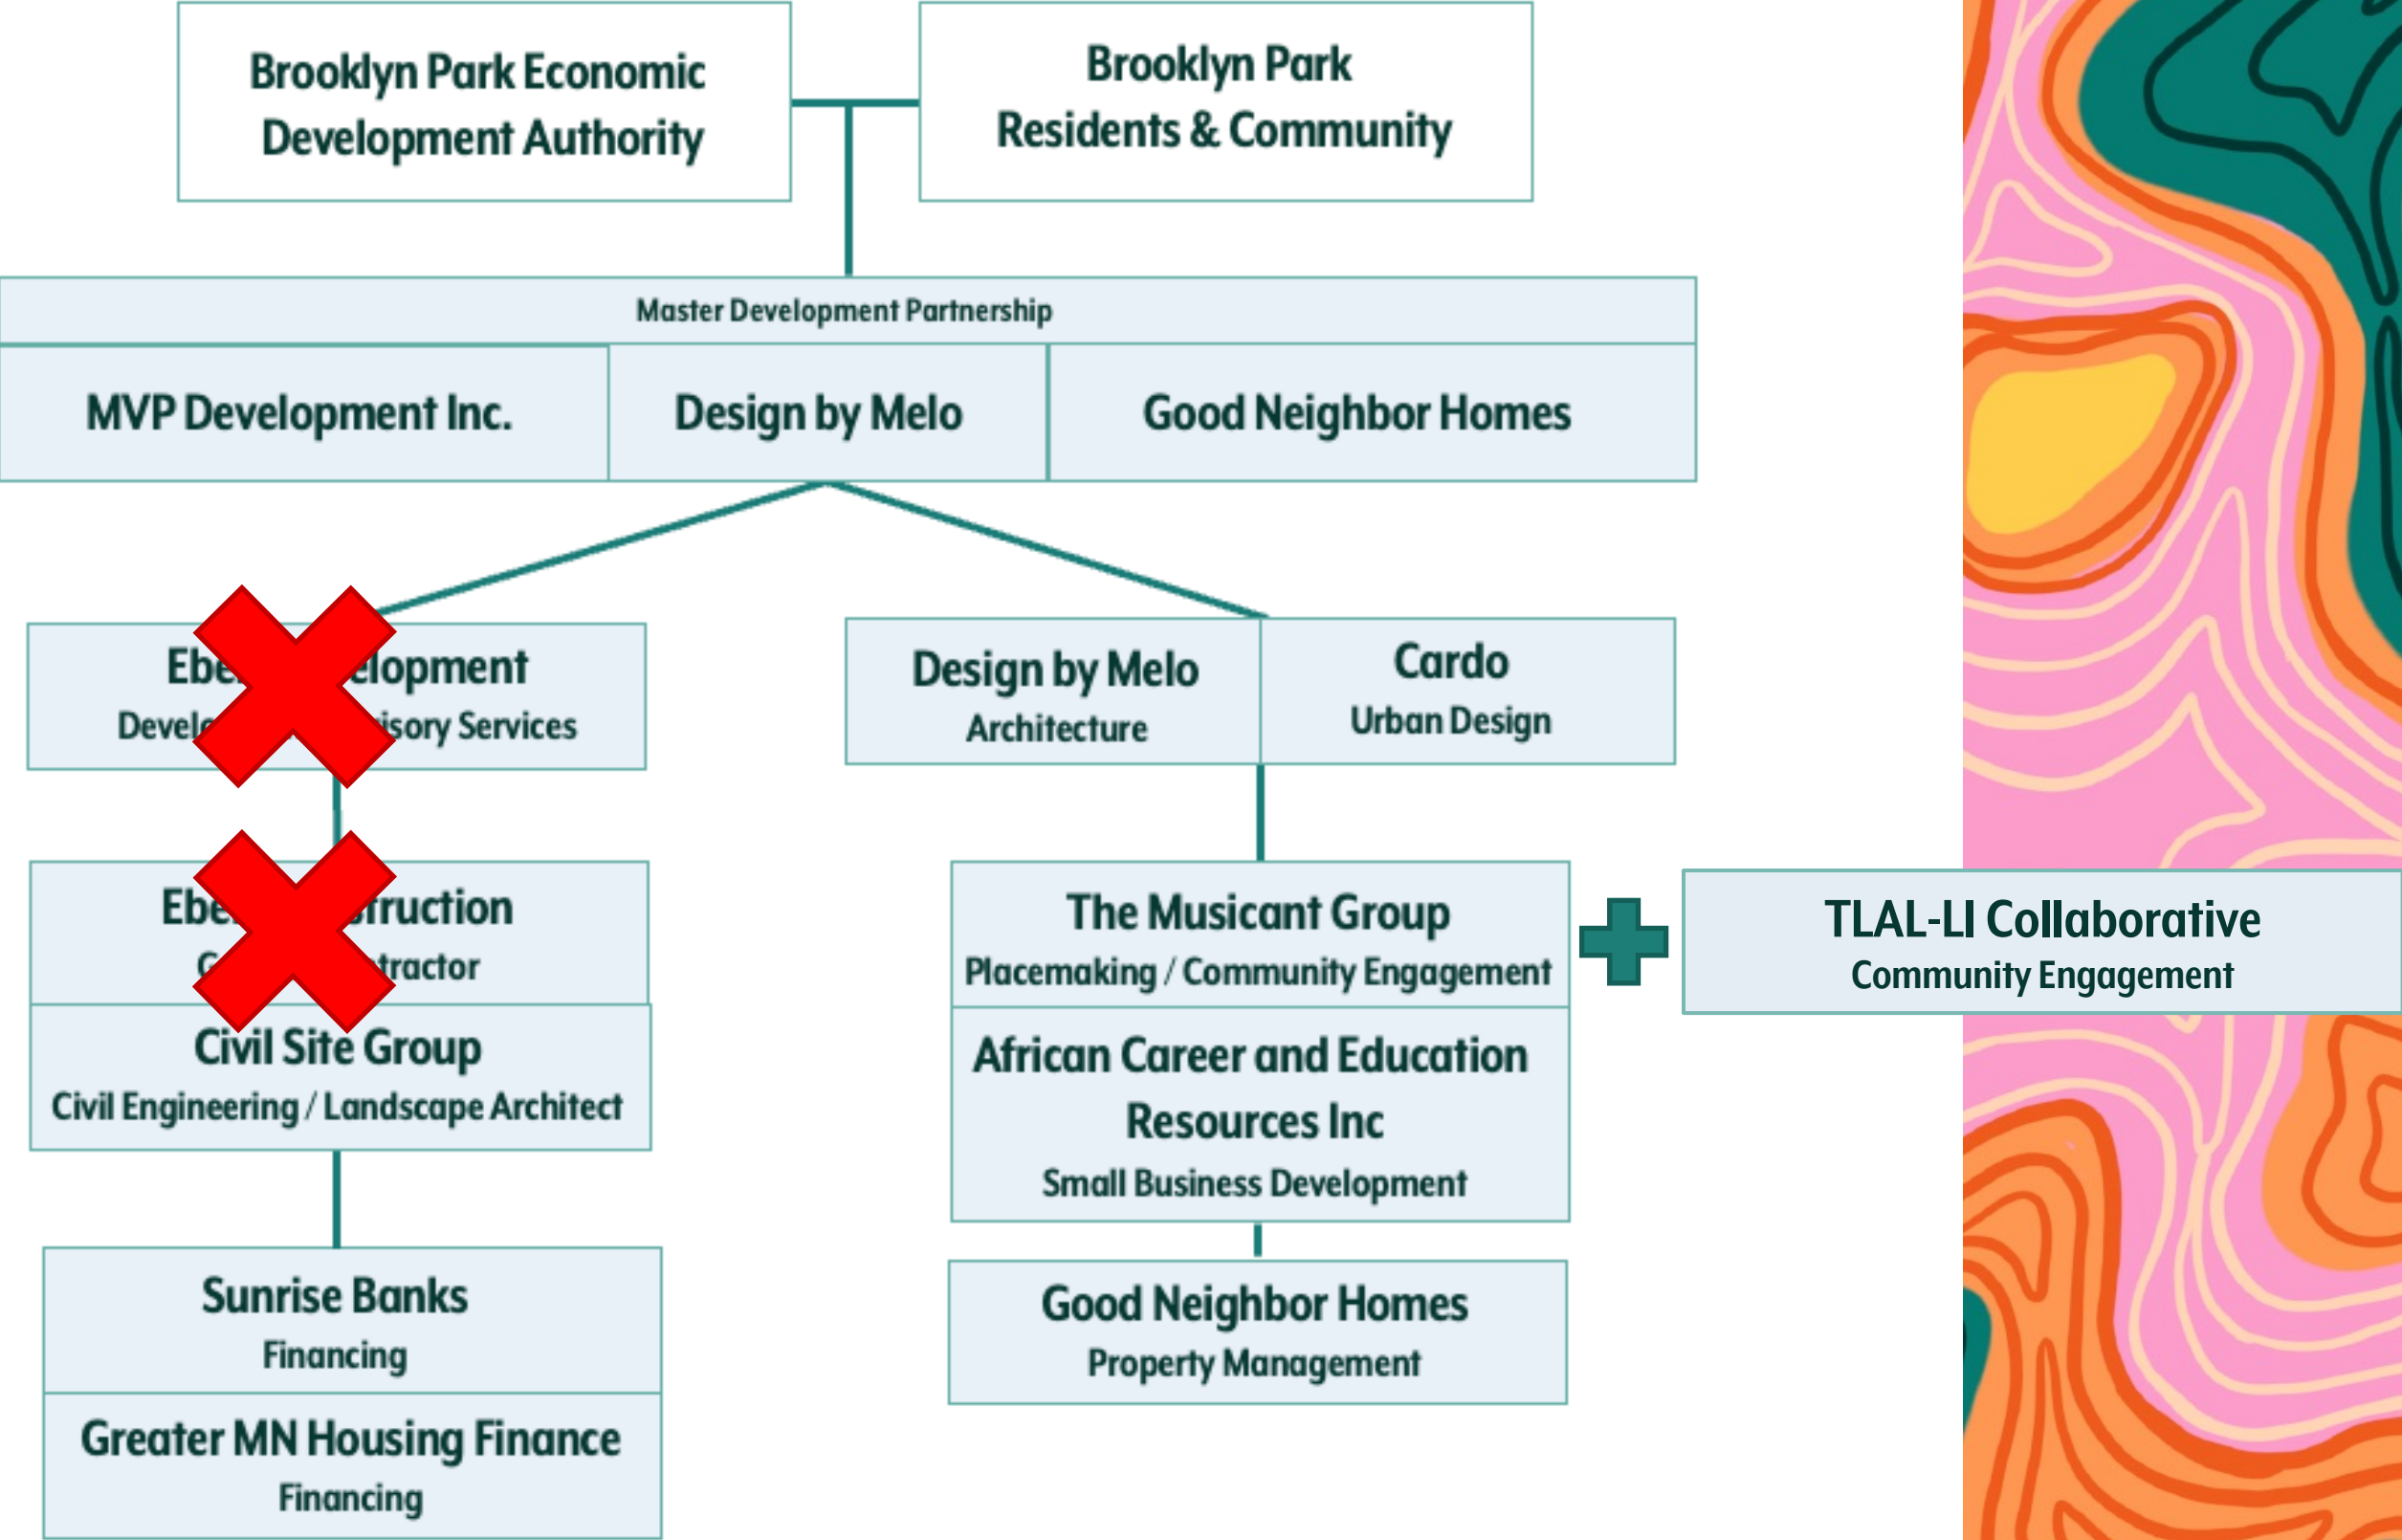 Brooklyn Park Economic
Development Authority
Brooklyn Park
Residents & Community
Master Development Partnership
MVP Development Inc.
Design by Melo
Good Neighbor Homes
Services
Design by Melo
Architecture
Cardo
Urban Design
Civil Site Group
Civil Engineering / Landscape Architect
The Musicant Group
Placemaking / Community Engagement
TLAL-LI Collaborative
Community Engagement
African Career and Education
Resources Inc
Small Business Development
Sunrise Banks
Financing
Greater MN Housing Finance
Financing
Good Neighbor Homes
Property Management